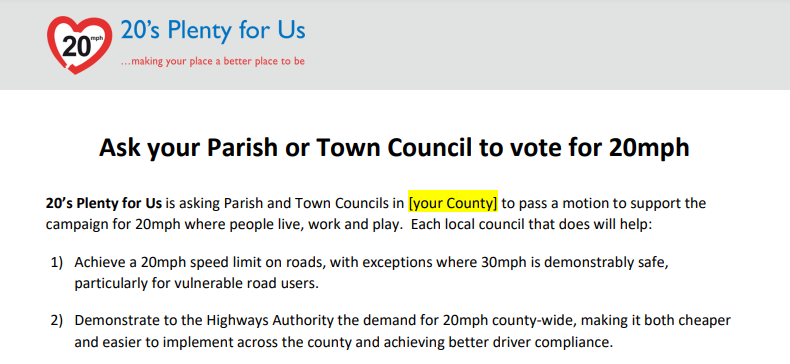 20 mph
20's Plenty for Us
...making your place a better place to be
Ask your Parish or Town Council to vote for 20mph
20’s Plenty for Us is asking Parish and Town Councils in [your County] to pass a motion to support the
campaign for 20mph where people live, work and play.  Each local council that does will help:
1) Achieve a 20mph speed limit on roads, with exceptions where 30mph is demonstrably safe,
particularly for vulnerable road users.
2) Demonstrate to the Highways Authority the demand for 20mph county-wide, making it both cheaper
and easier to implement across the county and achieving better driver compliance.